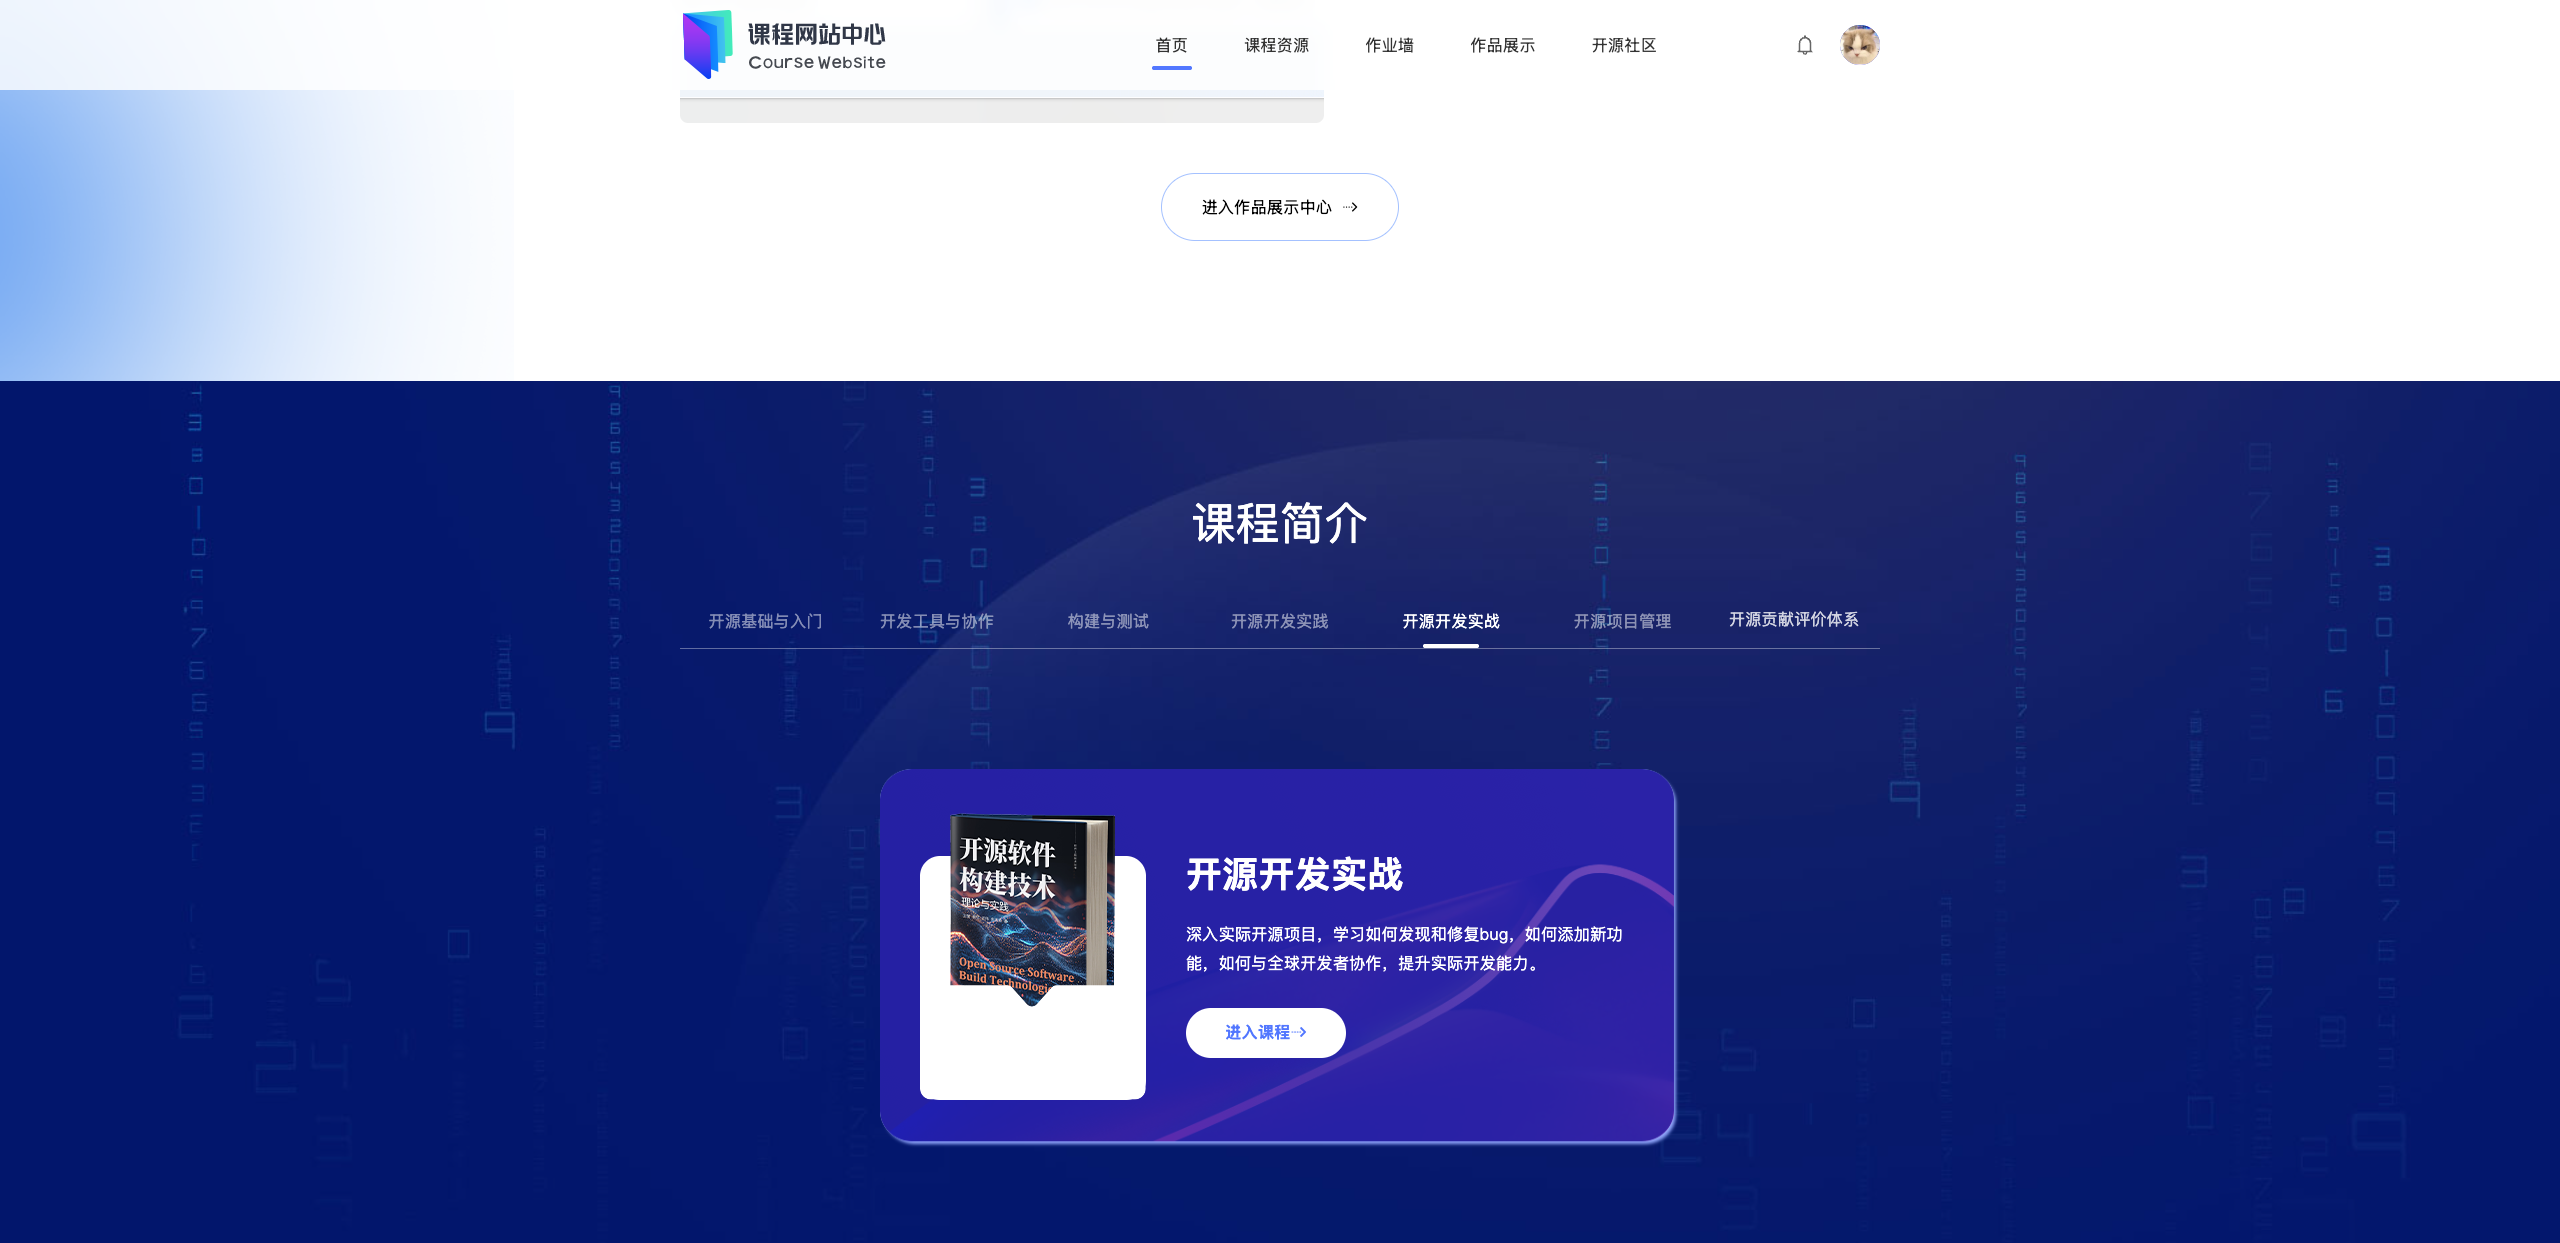 课程网站中心
Course Website
首页
课程资源
作业墙
作品展示
开源社区
进入作品展示中心
课程简介
开源基础与入门
开发工具与协作
构建与测试
开源开发实践
开源开发实战
开源项目管理
开源贡献评价体系
开源软件
构建技术
理论与实践
Open Source Software
Build Technologie
开源开发实战
深入实际开源项目，学习如何发现和修复bug，如何添加新功
能，如何与全球开发者协作，提升实际开发能力。
进入课程